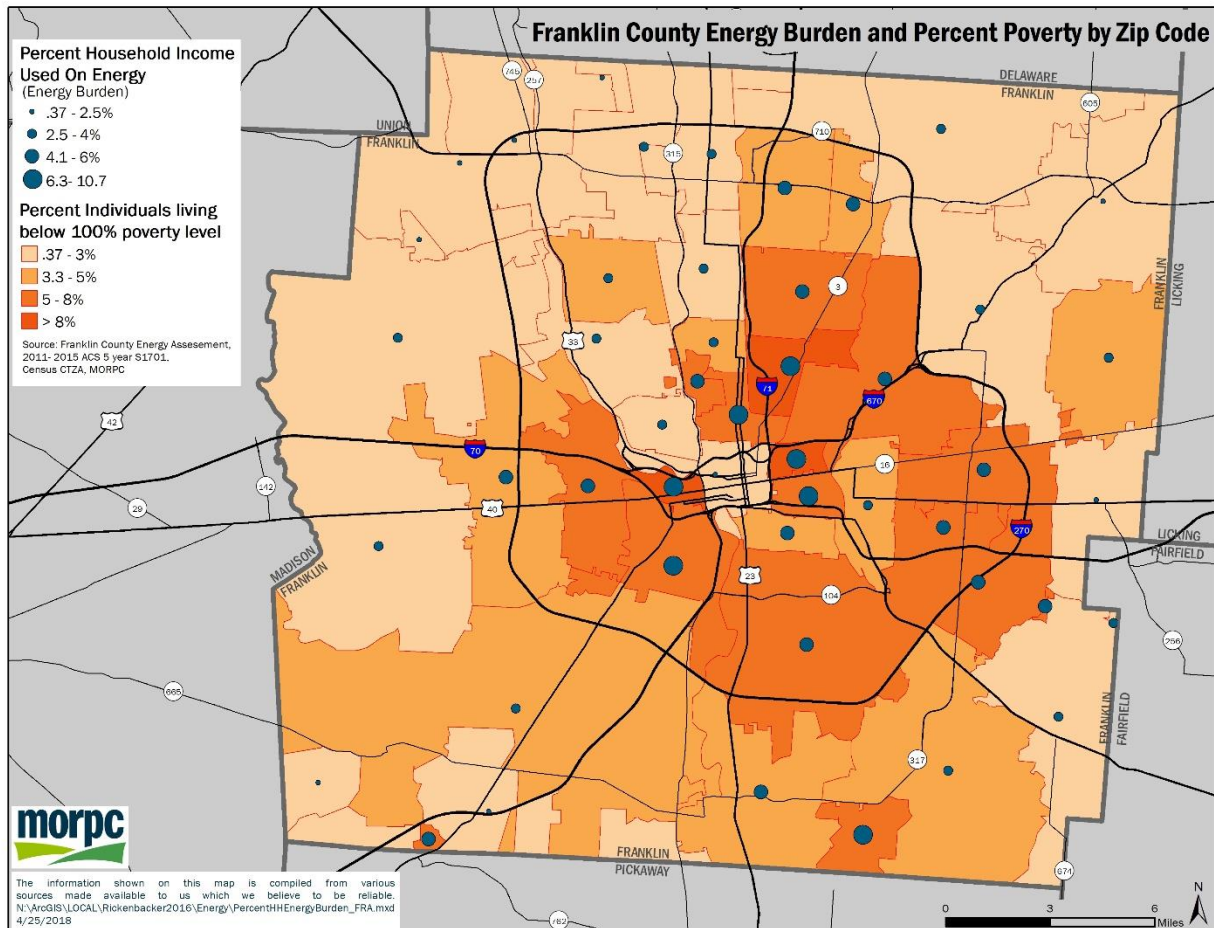 Franklin County Energy Burden and Percent Poverty by Zip Code
Percent Household Income
Used On Energy
(Energy Burden)
.37 - 2.5%
2.5 - 4%
4.1 - 6%
6.3- 10.7
Percent Individuals living
below 100% poverty level
.37 - 3%
3.3 - 5%
5 - 8%
> 8%
Source: Franklin County Energy Assesement,
2011- 2015 ACS 5 year S1701.
Census CTZA, MORPC
DELAWARE
FRANKLIN
UNION
FRANKLIN
745
257
605
710
315
3
33
FRANKLIN
LICKING
71
670
42
70
16
142
29
40
270
LICKING
FAIRFIELD
MADISON
FRANKLIN
23
104
256
665
FRANKLIN
FAIRFIELD
317
FRANKLIN
PICKAWAY
674
762
morpc
The information shown on this map is compiled from various
sources made available to us which we believe to be reliable.
N:\ArcGIS\LOCAL\Rickenbacker2016\Energy\PercentHHEnergyBurden_FRA.mxd
4/25/2018
N
0 3 6
Miles